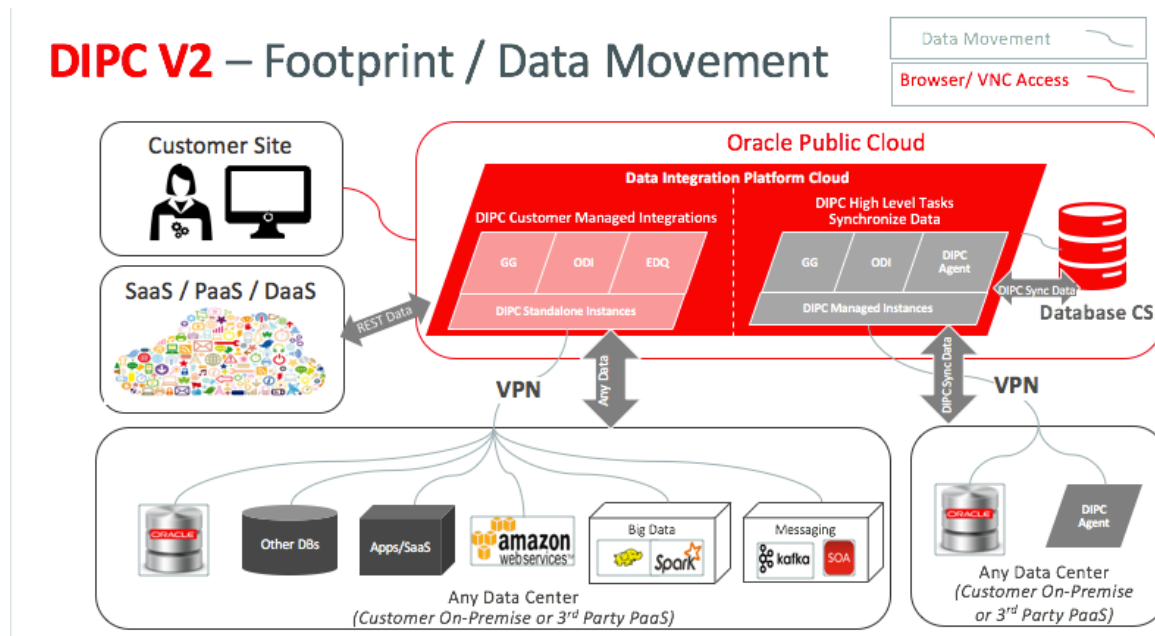 DIPC V2 – Footprint / Data Movement
Data Movement
Browser/ VNC Access
Customer Site
Oracle Public Cloud
Data Integration Platform Cloud
DIPC Customer Managed Integrations
DIPC High Level Tasks
Synchronize Data
GG
ODI
EDQ
DIPC Standalone Instances
GG
ODI
DIPC
Agent
DIPC Managed Instances
DIPC Sync Data
Database CS
SaaS / PaaS / DaaS
REST Data
VPN
Any Data
DIPC Sync Data
VPN
ORACLE
Other DBs
Apps/SaaS
amazon
webservices™
Big Data
Spark
Messaging
kafka
SOA
Any Data Center
(Customer On-Premise or 3rd Party PaaS)
ORACLE
DIPC
Agent
Any Data Center
(Customer On-Premise
or 3rd Party PaaS)